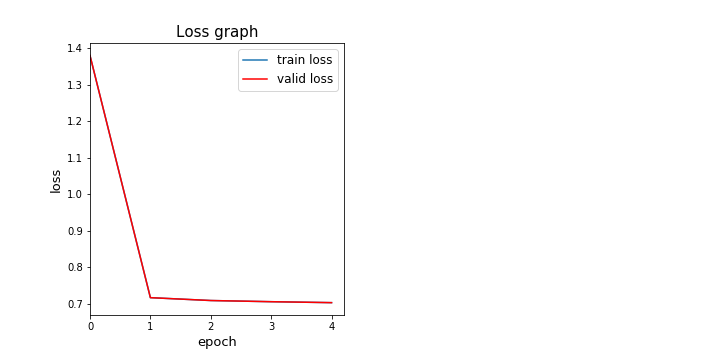 Loss graph
train loss
valid loss
1.4
1.3
1.2
1.1
1.0
0.9
0.8
0.7
loss
0 1 2 3 4
epoch